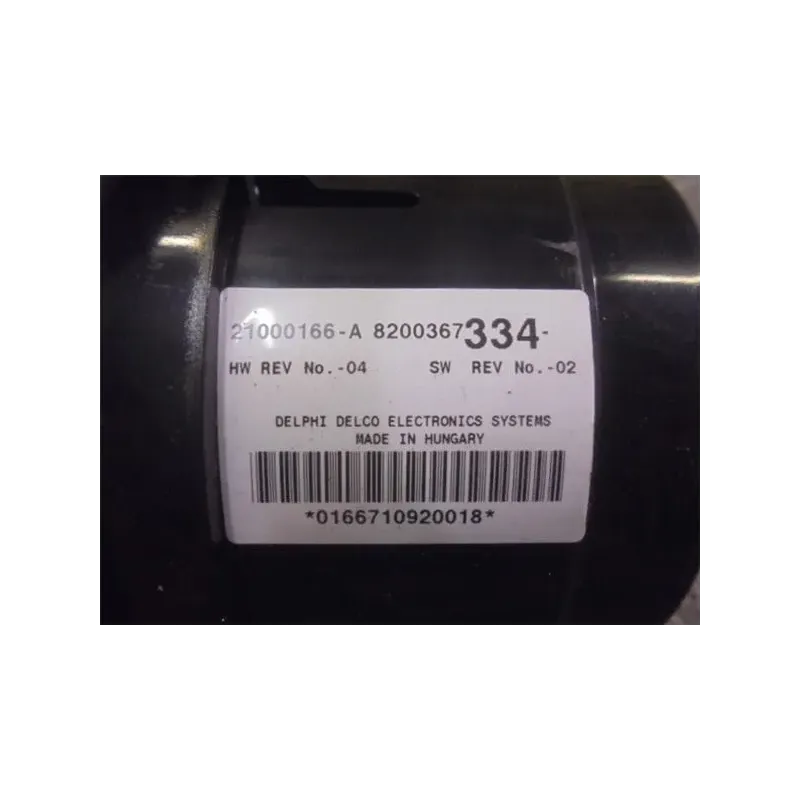 21000166-A 8200367334-
HW REV No.-04 SW REV No.-02
DELPHI DELCO ELECTRONICS SYSTEMS
MADE IN HUNGARY
*0166710920018*